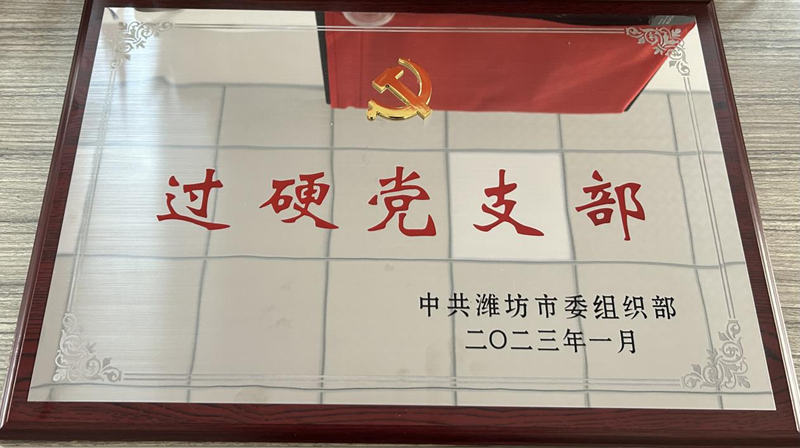 过硬党支部
中共潍坊市委组织部
二〇二三年一月